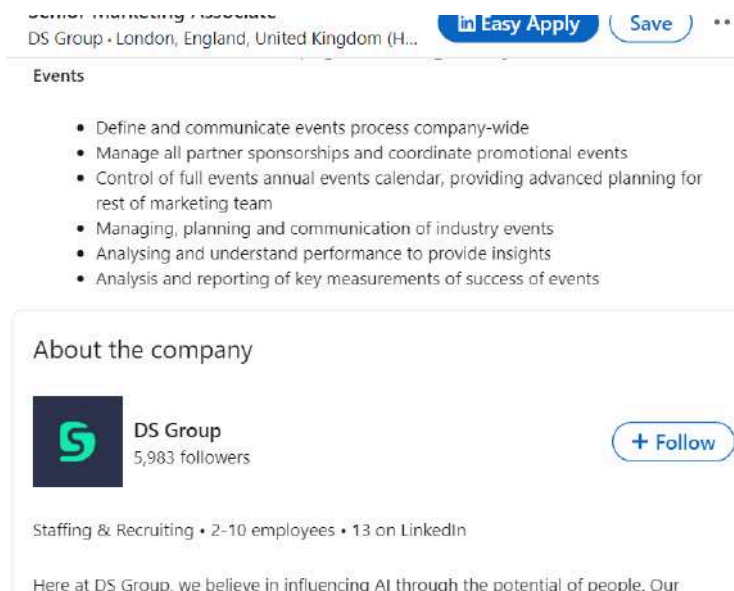 Senior Marketing Associate
DS Group · London, England, United Kingdom (H...
in Easy Apply
Save
Events
• Define and communicate events process company-wide
• Manage all partner sponsorships and coordinate promotional events
• Control of full events annual events calendar, providing advanced planning for
rest of marketing team
• Managing, planning and communication of industry events
• Analysing and understand performance to provide insights
• Analysis and reporting of key measurements of success of events
About the company
DS Group
5,983 followers
+ Follow
Staffing & Recruiting • 2-10 employees • 13 on LinkedIn
Here at DS Group, we believe in influencing AI through the potential of people. Our